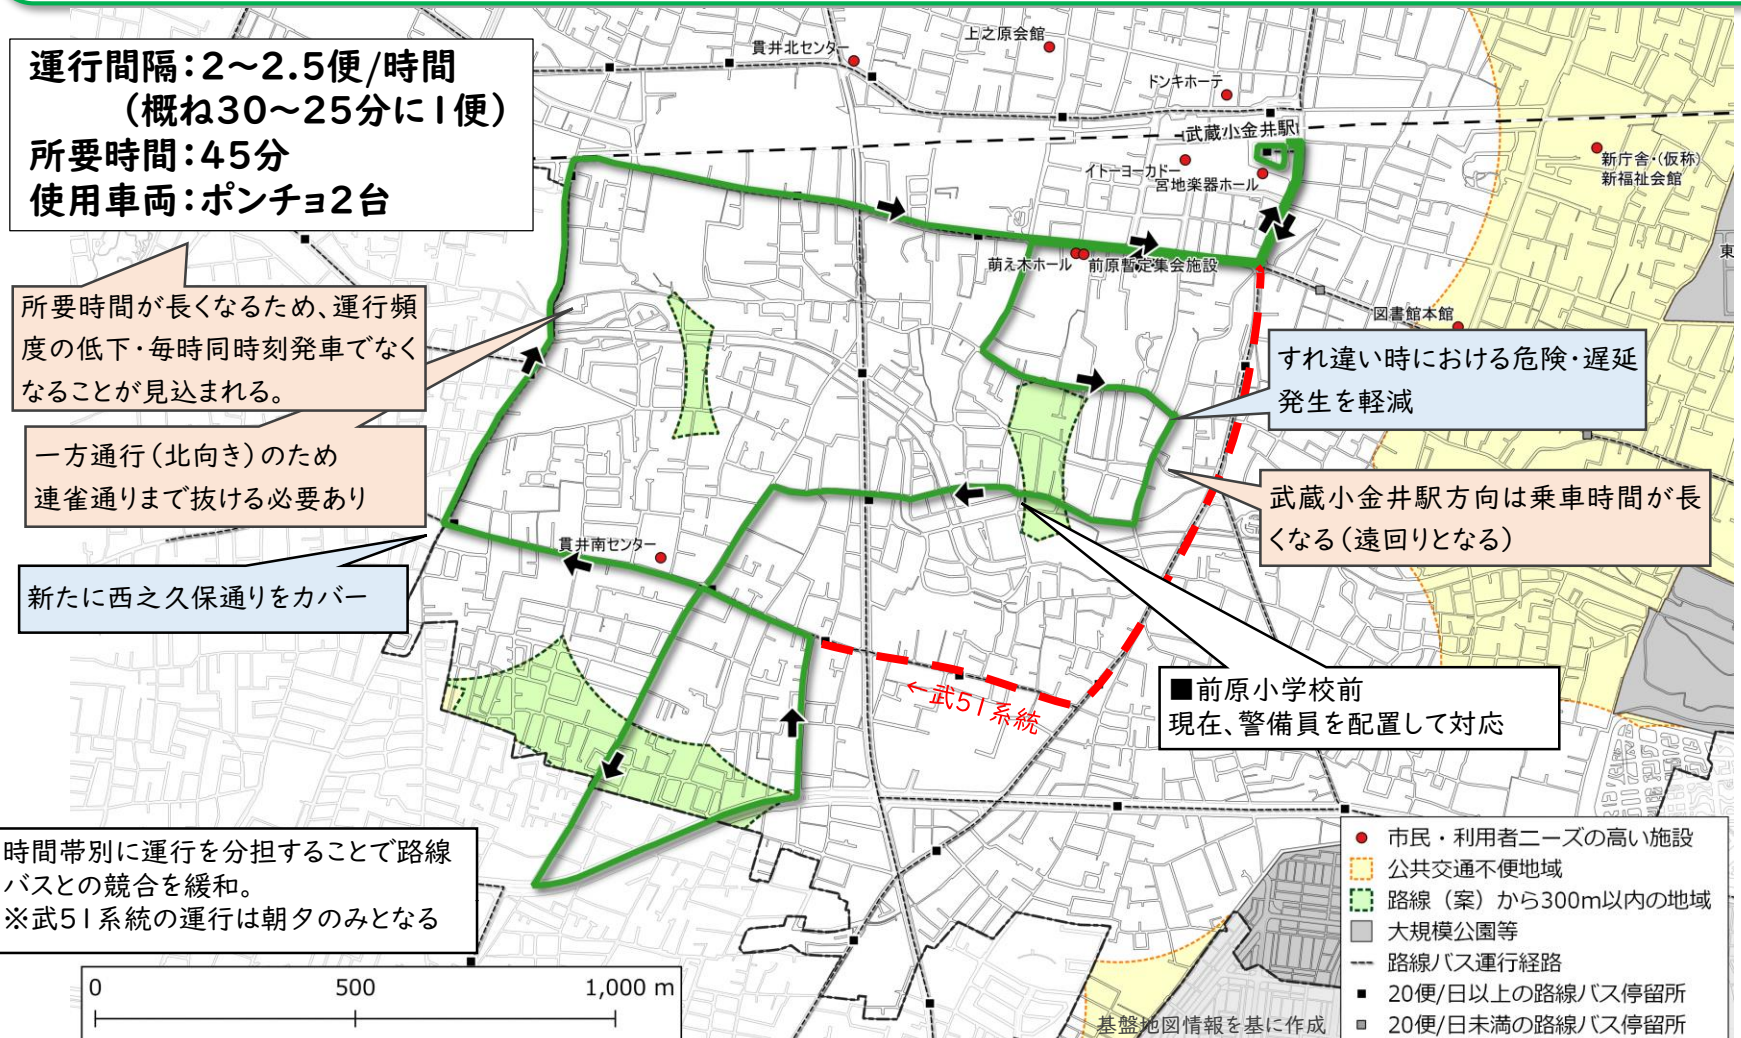 運行間隔：2～2.5便/時間
（概ね30～25分に1便）
所要時間：45分
使用車両：ポンチョ2台
貫井北センター
上之原会館
ドンキホーテ
武蔵小金井駅
イトーヨーカドー
宮地楽器ホール
新庁舎・(仮称)
新福祉会館
東
萌え木ホール
前原暫定集会施設
図書館本館
所要時間が長くなるため、運行頻
度の低下・毎時同時刻発車でなく
なることが見込まれる。
すれ違い時における危険・遅延
発生を軽減
一方通行（北向き）のため
連雀通りまで抜ける必要あり
武蔵小金井駅方向は乗車時間が長
くなる（遠回りとなる）
貫井南センター
新たに西之久保通りをカバー
←武51系統
■前原小学校前
現在、警備員を配置して対応
時間帯別に運行を分担することで路線
バスとの競合を緩和。
※武51系統の運行は朝夕のみとなる
市民・利用者ニーズの高い施設
公共交通不便地域
路線（案）から300m以内の地域
大規模公園等
路線バス運行経路
20便/日以上の路線バス停留所
20便/日未満の路線バス停留所
0 500 1,000 m
基盤地図情報を基に作成